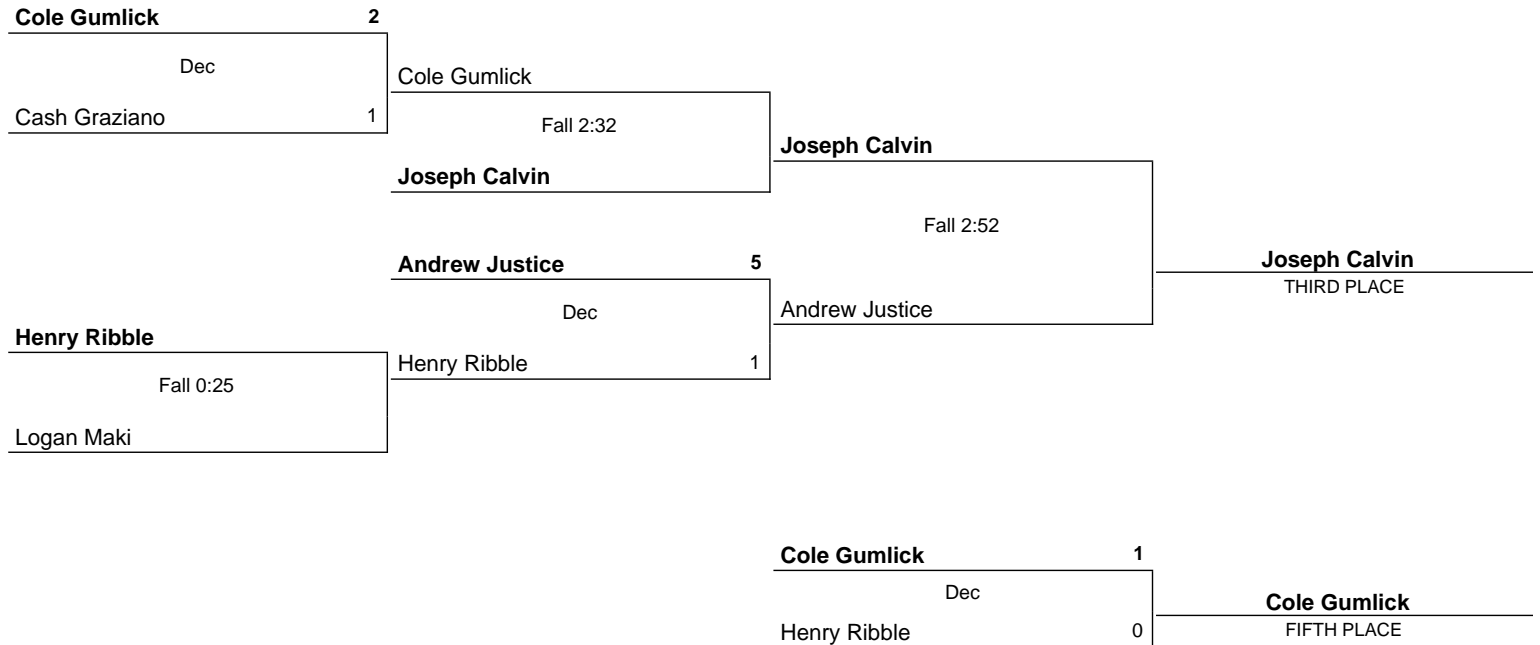 Cole Gumlick 2
Dec
Cash Graziano 1
Cole Gumlick
Fall 2:32
Joseph Calvin
Joseph Calvin
Fall 2:52
Andrew Justice 5
Dec
Henry Ribble 1
Andrew Justice
Joseph Calvin
THIRD PLACE
Henry Ribble
Fall 0:25
Logan Maki
Cole Gumlick 1
Dec
Henry Ribble 0
Cole Gumlick
FIFTH PLACE